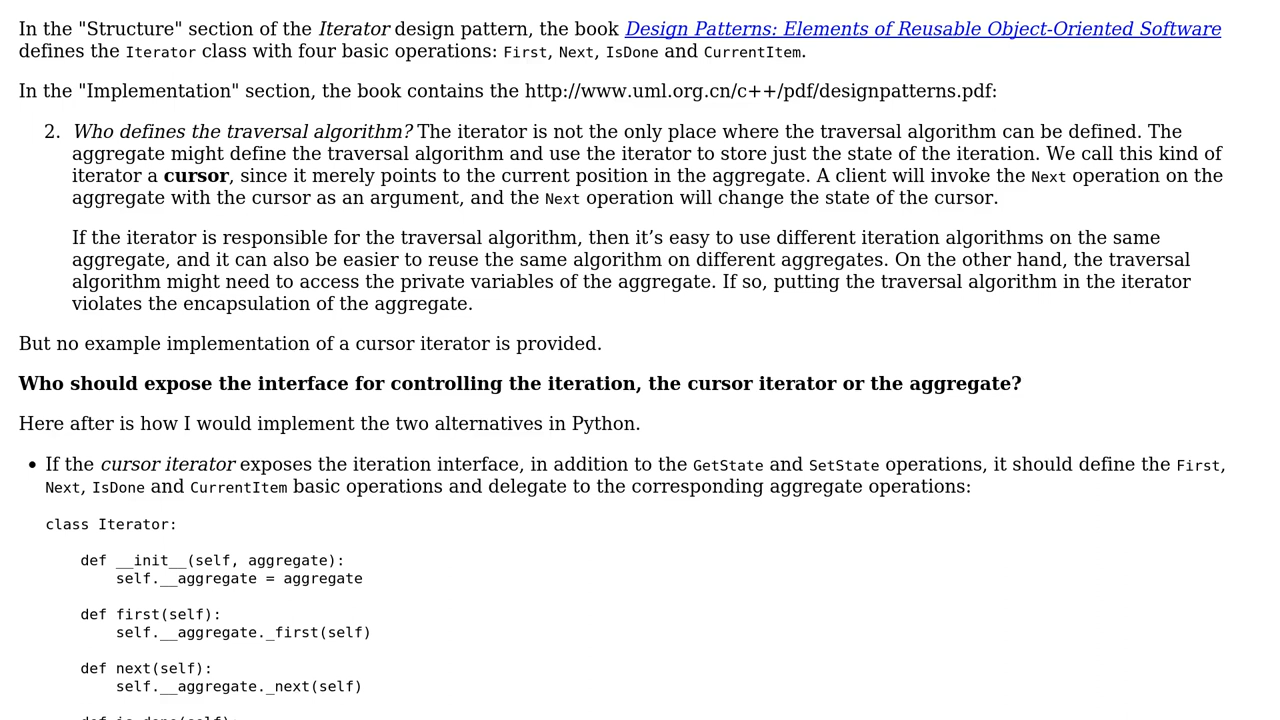 In the "Structure" section of the Iterator design pattern, the book Design Patterns: Elements of Reusable Object-Oriented Software
defines the Iterator class with four basic operations: First, Next, IsDone and CurrentItem.
In the "Implementation" section, the book contains the http://www.uml.org.cn/c++/pdf/designpatterns.pdf:
2. Who defines the traversal algorithm? The iterator is not the only place where the traversal algorithm can be defined. The
aggregate might define the traversal algorithm and use the iterator to store just the state of the iteration. We call this kind of
iterator a cursor, since it merely points to the current position in the aggregate. A client will invoke the Next operation on the
aggregate with the cursor as an argument, and the Next operation will change the state of the cursor.
If the iterator is responsible for the traversal algorithm, then it’s easy to use different iteration algorithms on the same
aggregate, and it can also be easier to reuse the same algorithm on different aggregates. On the other hand, the traversal
algorithm might need to access the private variables of the aggregate. If so, putting the traversal algorithm in the iterator
violates the encapsulation of the aggregate.
But no example implementation of a cursor iterator is provided.
Who should expose the interface for controlling the iteration, the cursor iterator or the aggregate?
Here after is how I would implement the two alternatives in Python.
• If the cursor iterator exposes the iteration interface, in addition to the GetState and SetState operations, it should define the First,
Next, IsDone and CurrentItem basic operations and delegate to the corresponding aggregate operations:
class Iterator:
def __init__(self, aggregate):
self.__aggregate = aggregate
def first(self):
self.__aggregate._first(self)
def next(self):
self.__aggregate._next(self)